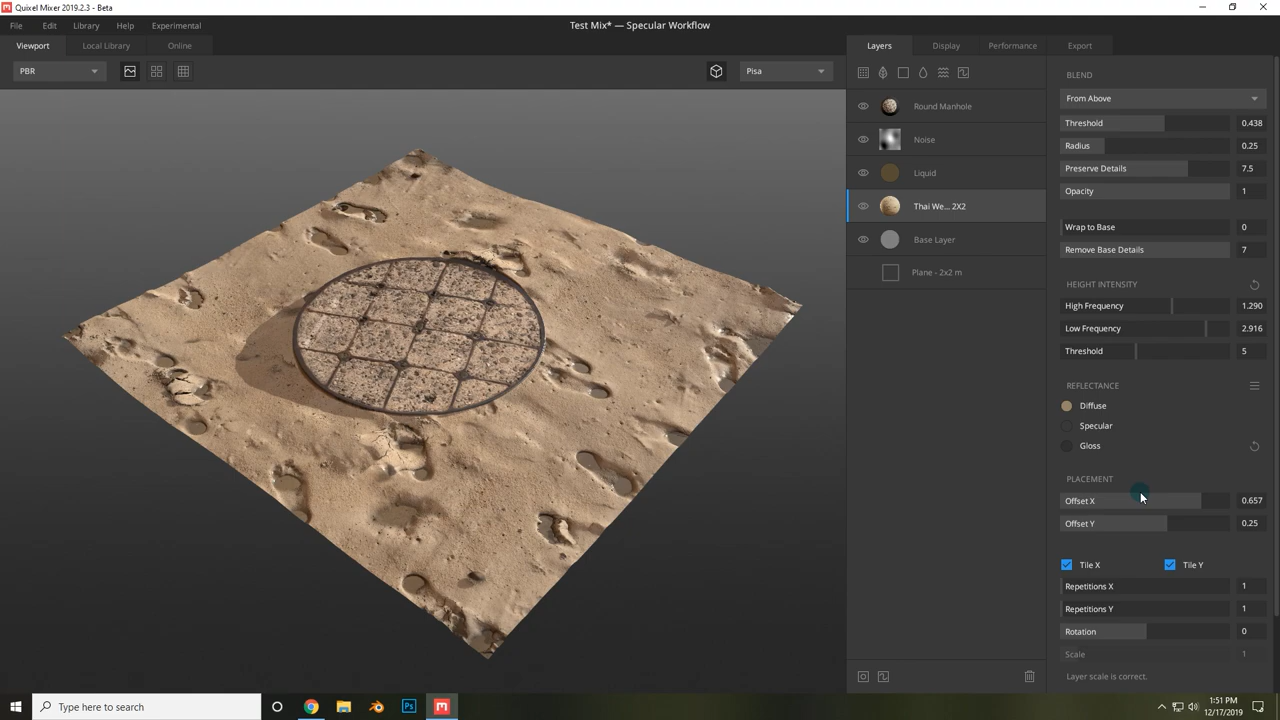 Quixel Mixer 2019.2.3 - Beta
File Edit Library Help Experimental
Test Mix* — Specular Workflow
Viewport Local Library Online
Layers Display Performance Export
PBR
Pisa
Round Manhole
Noise
Liquid
Thai We... 2X2
Base Layer
Plane - 2x2 m
BLEND
From Above
Threshold 0.438
Radius 0.25
Preserve Details 7.5
Opacity 1
Wrap to Base 0
Remove Base Details 7
HEIGHT INTENSITY
High Frequency 1.290
Low Frequency 2.916
Threshold 5
REFLECTANCE
Diffuse
Specular
Gloss
PLACEMENT
Offset X 0.657
Offset Y 0.25
Tile X Tile Y
Repetitions X 1
Repetitions Y 1
Rotation 0
Scale 1
Layer scale is correct.
Type here to search
Ps
1:51 PM
12/17/2019